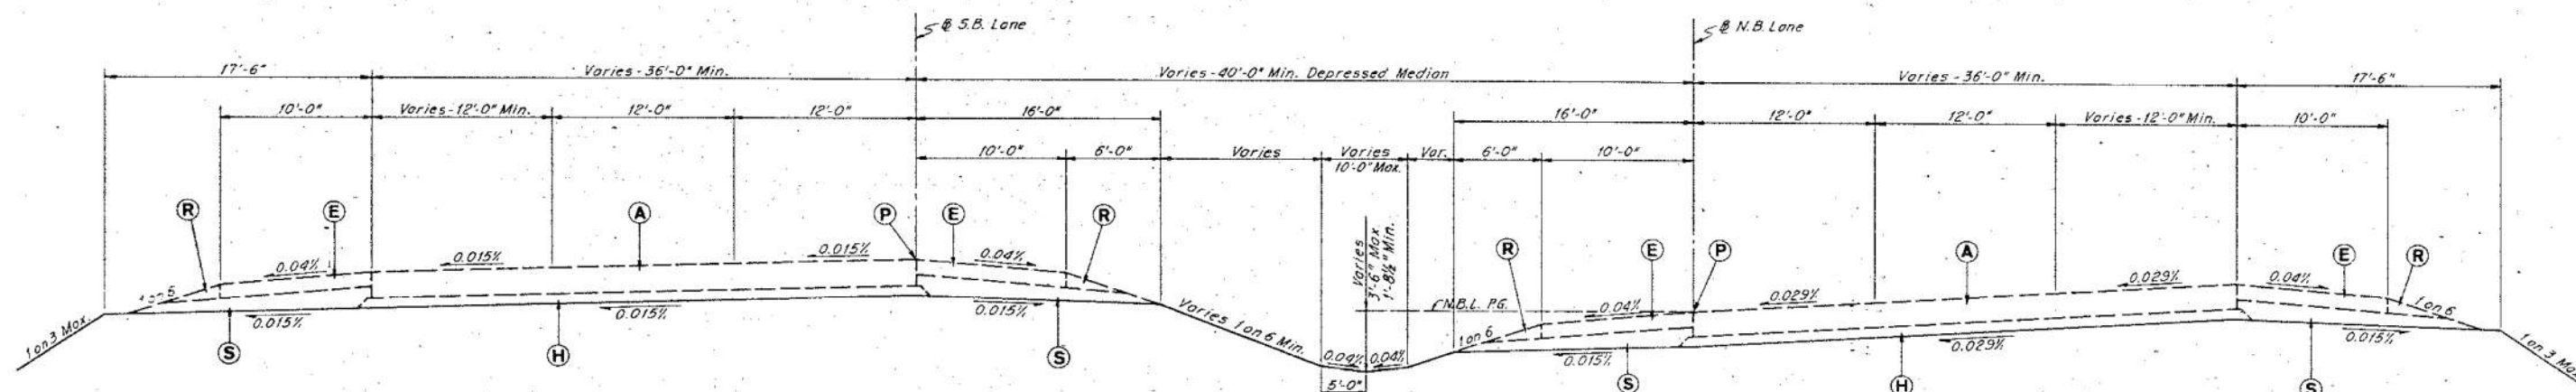 ℄ S.B. Lane
℄ N.B. Lane
17'-6"
Varies - 36'-0" Min.
Varies - 40'-0" Min. Depressed Median
Varies - 36'-0" Min.
17'-6"
10'-0"
Varies - 12'-0" Min.
12'-0"
12'-0"
16'-0"
16'-0"
12'-0"
12'-0"
Varies - 12'-0" Min.
10'-0"
10'-0"
6'-0"
Varies
Varies
10'-0" Max.
Var.
6'-0"
10'-0"
R
E
A
P
E
R
Varies
3'-6" Max.
1'-8½" Min.
R
E
P
A
E
R
1 on 6
0.04%
0.015%
0.015%
0.04%
N.B.L. P.G.
0.04%
0.029%
0.029%
0.04%
1 on 6
1 on 3 Max.
0.015%
0.015%
0.015%
Varies 1 on 6 Min.
0.04%
0.04%
1 on 6
0.015%
0.029%
0.015%
1 on 3 Max
5'-0"
S
H
S
S
H
S